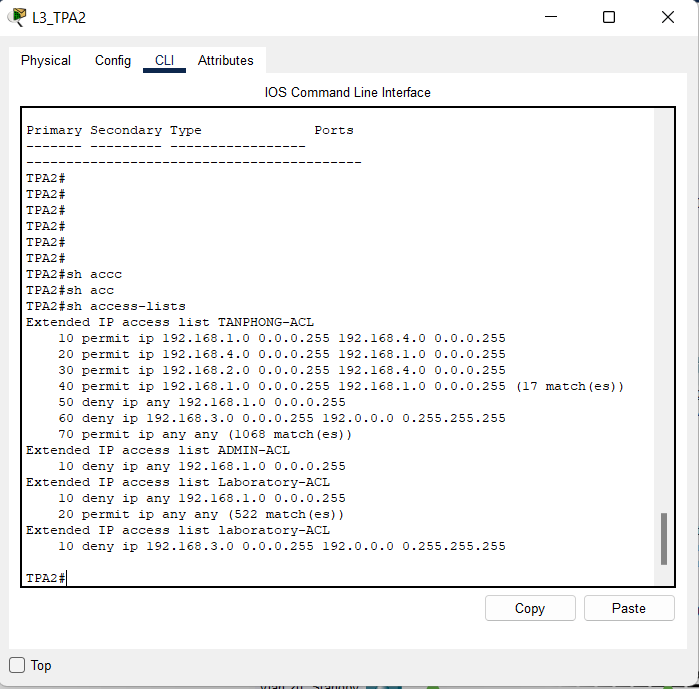 L3_TPA2
Physical Config CLI Attributes
IOS Command Line Interface
Primary Secondary Type Ports
------- --------- ----------------- ------------------------------------------
TPA2#
TPA2#
TPA2#
TPA2#
TPA2#
TPA2#
TPA2#sh accc
TPA2#sh acc
TPA2#sh access-lists
Extended IP access list TANPHONG-ACL
10 permit ip 192.168.1.0 0.0.0.255 192.168.4.0 0.0.0.255
20 permit ip 192.168.4.0 0.0.0.255 192.168.1.0 0.0.0.255
30 permit ip 192.168.2.0 0.0.0.255 192.168.4.0 0.0.0.255
40 permit ip 192.168.1.0 0.0.0.255 192.168.1.0 0.0.0.255 (17 match(es))
50 deny ip any 192.168.1.0 0.0.0.255
60 deny ip 192.168.3.0 0.0.0.255 192.0.0.0 0.255.255.255
70 permit ip any any (1068 match(es))
Extended IP access list ADMIN-ACL
10 deny ip any 192.168.1.0 0.0.0.255
Extended IP access list Laboratory-ACL
10 deny ip any 192.168.1.0 0.0.0.255
20 permit ip any any (522 match(es))
Extended IP access list laboratory-ACL
10 deny ip 192.168.3.0 0.0.0.255 192.0.0.0 0.255.255.255
TPA2#
Copy Paste
Top